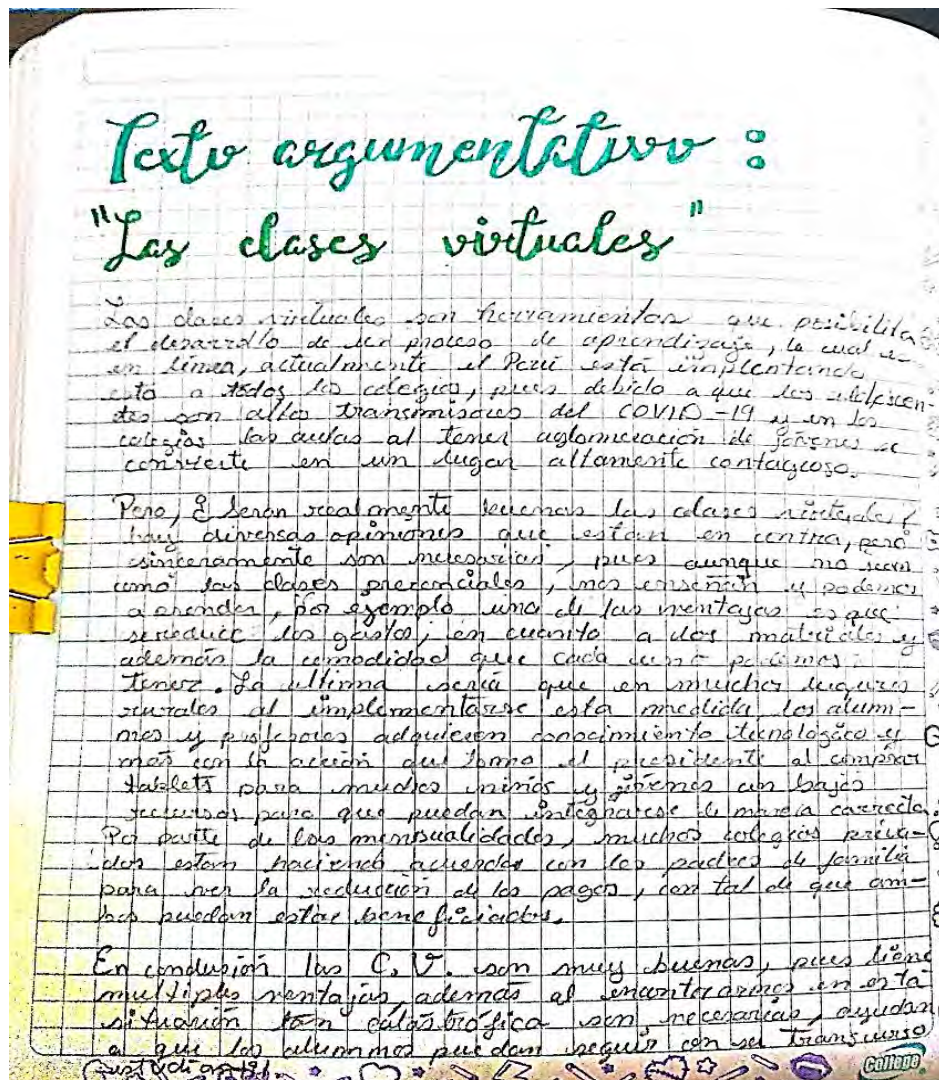 Texto argumentativo :
"Las clases virtuales"
Las clases virtuales son herramientas que posibilita
el desarrollo de un proceso de aprendizaje, la cual es
en línea, actualmente el Perú está implentando
esto a todos los colegios, pues debido a que los adolescen
tes son altos transmisores del COVID-19 y en los
colegios las aulas al tener aglomeración de jóvenes se
convierte en un lugar altamente contagioso.
Pero, ¿Serán realmente buenas las clases virtuales?
hay diversas opiniones que están en contra, pero
sinceramente son necesarias, pues aunque no sean
como las clases presenciales, nos enseñan y podemos
aprender, por ejemplo una de las ventajas es que
se reduce los gastos, en cuanto a los materiales y
además la comodidad que cada uno podemos
tener. La última sería que en muchos lugares
rurales al implementarse esta medida los alum-
nos y profesores adquieren conocimiento tecnológico y
más con la acción que tomo el presidente al comprar
tablets para muchos niños y jóvenes con bajos
recursos para que puedan integrarse de manera correcta.
Por parte de las mensualidades, muchos colegios priva-
dos estan haciendo acuerdos con los padres de familia
para ver la reducción de los pagos, con tal de que am-
bos puedan estar beneficiados.
En conclusión las C.V. son muy buenas, pues tiene
multiples ventajas, además al encontrarnos en esta
situación tan catastrófica son necesarias, ayudan
a que los alumnos puedan seguir con su transcurso
estudiantil.
College